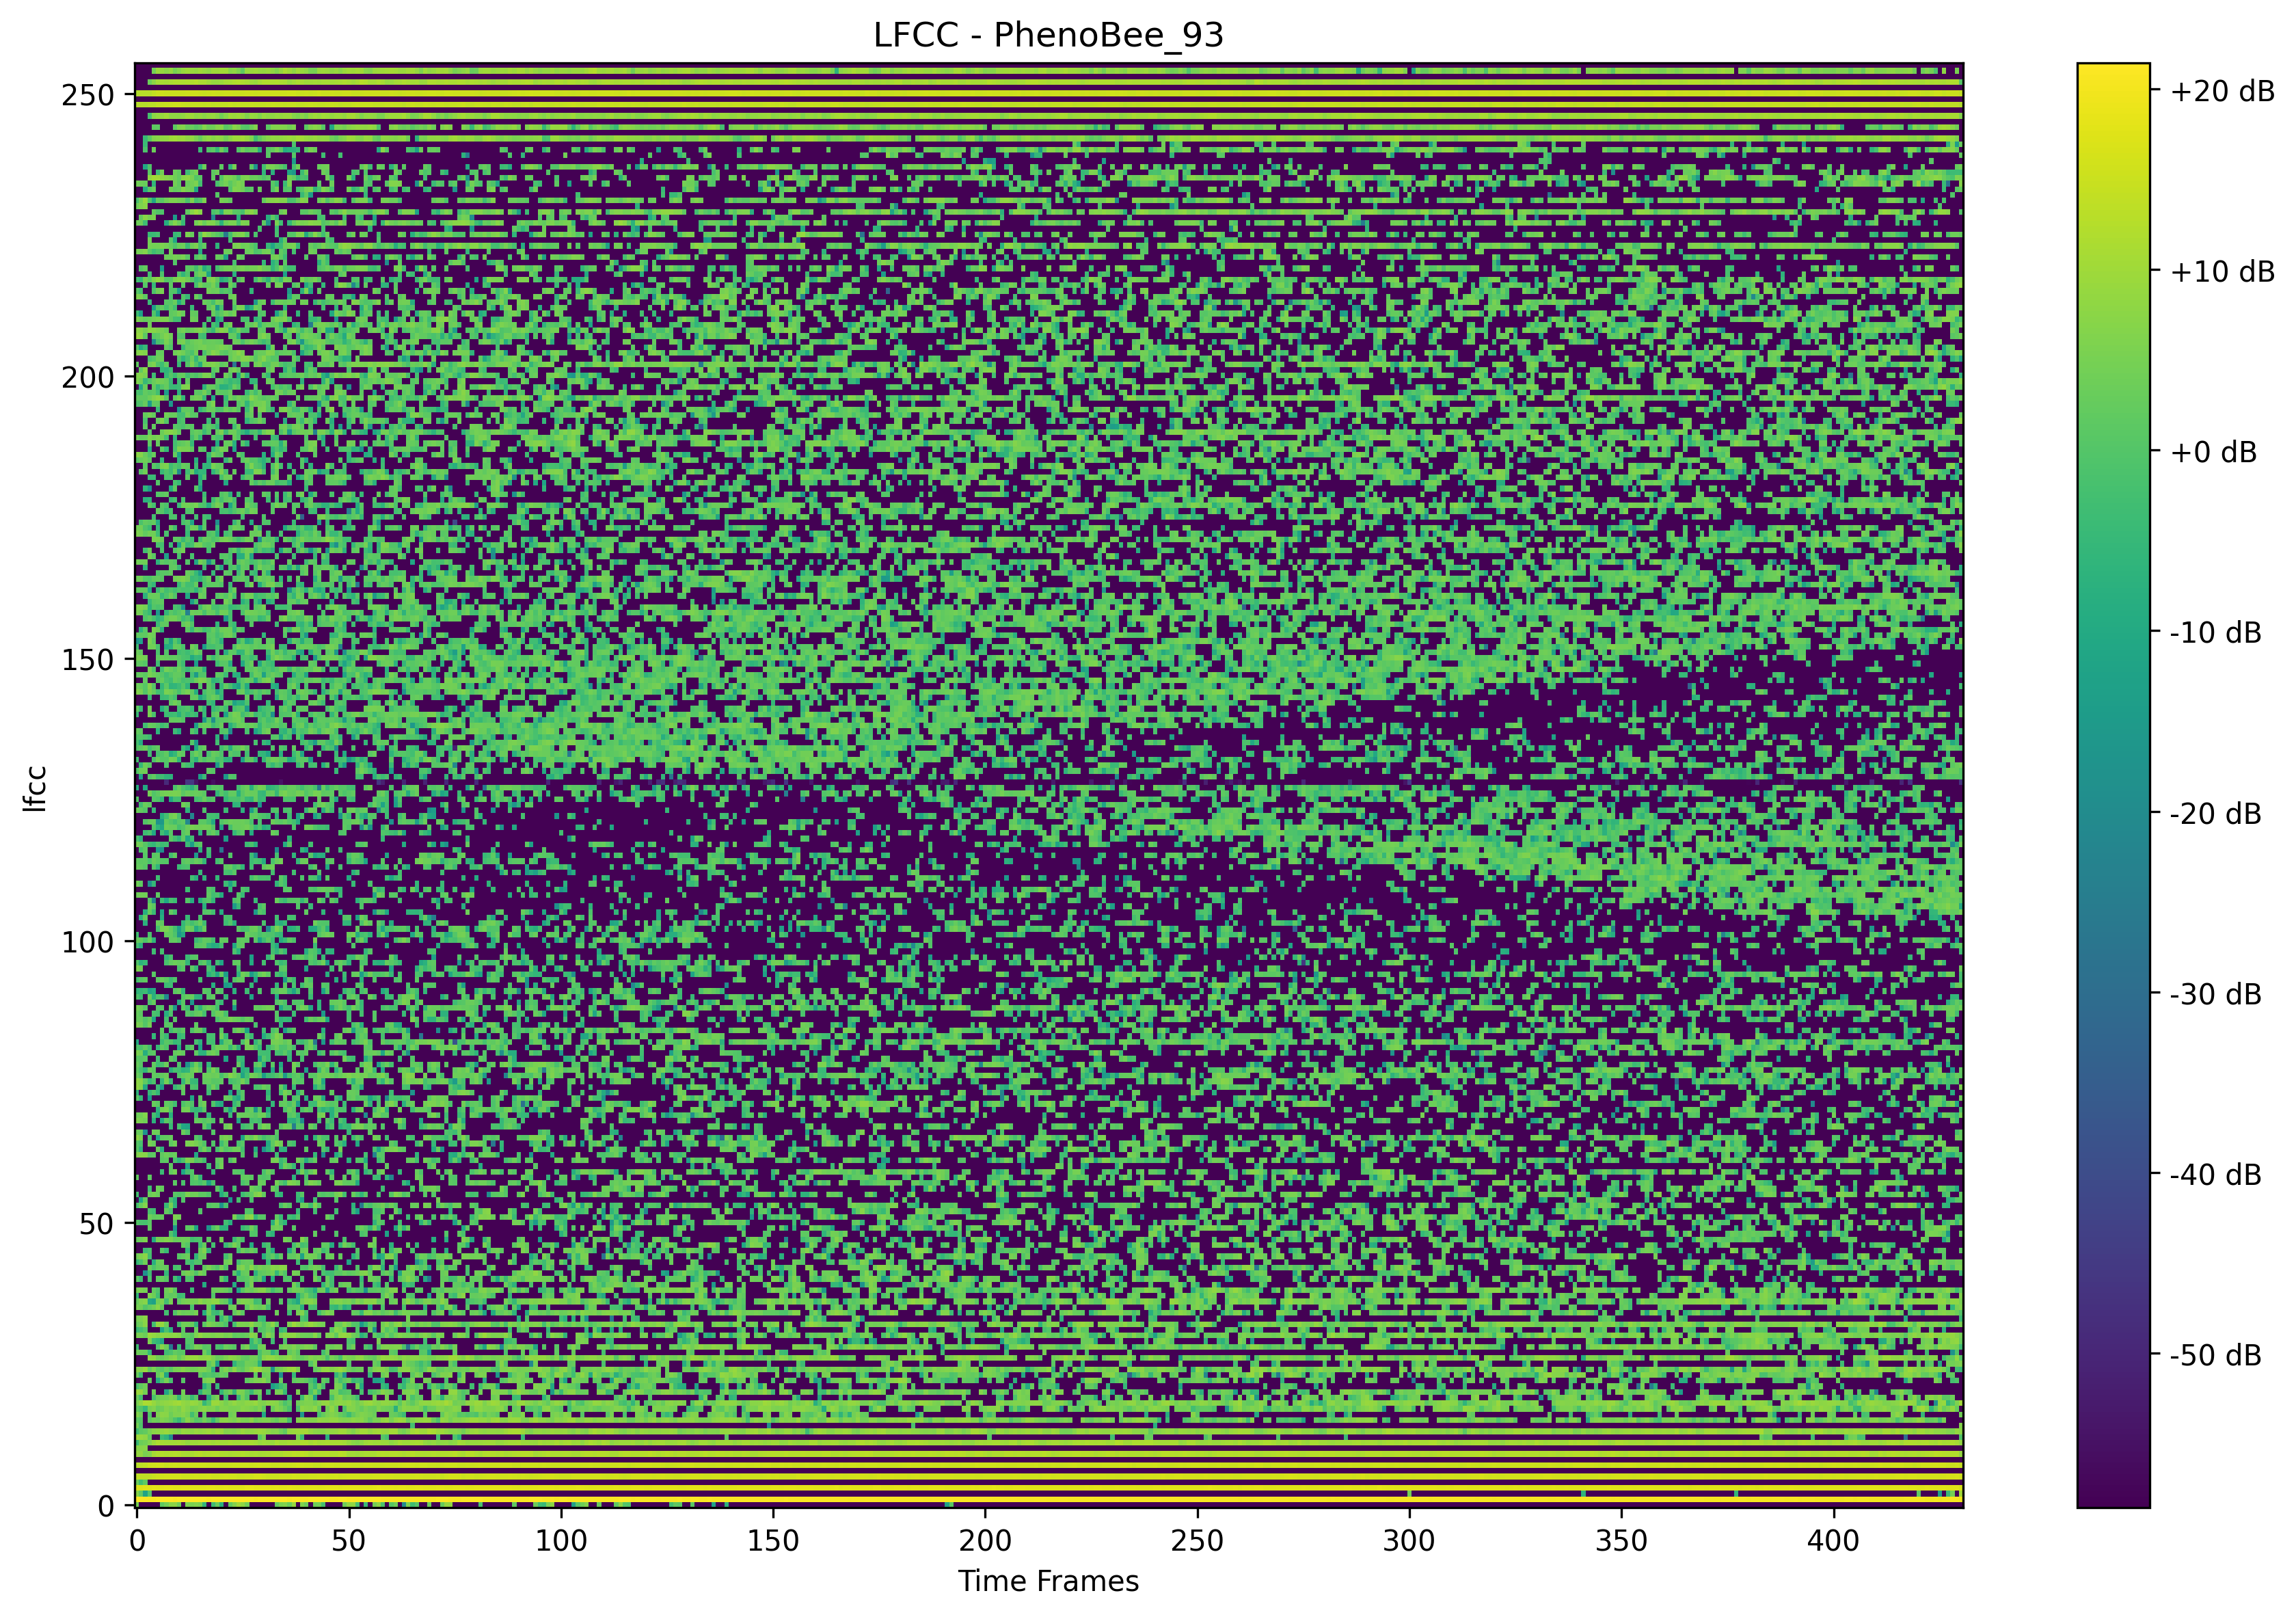 LFCC - PhenoBee_93
250
200
150
100
50
0
lfcc
0 50 100 150 200 250 300 350 400
Time Frames
+20 dB
+10 dB
+0 dB
-10 dB
-20 dB
-30 dB
-40 dB
-50 dB